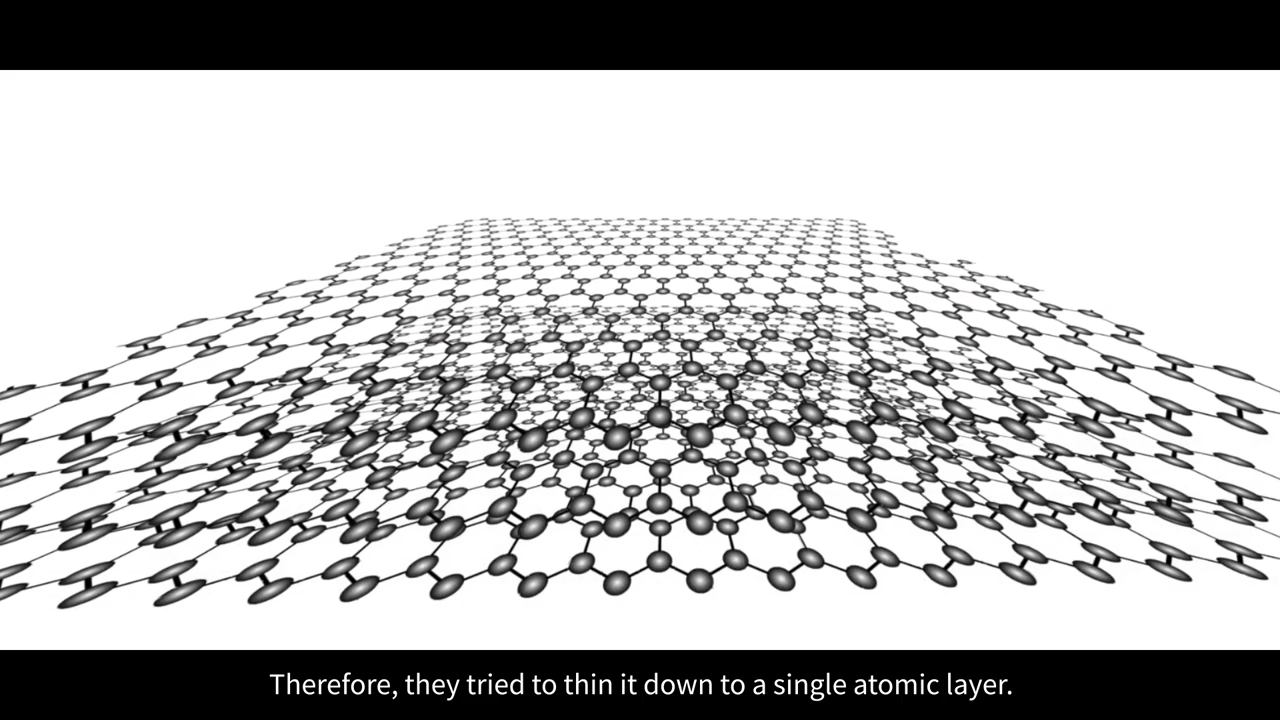 Therefore, they tried to thin it down to a single atomic layer.